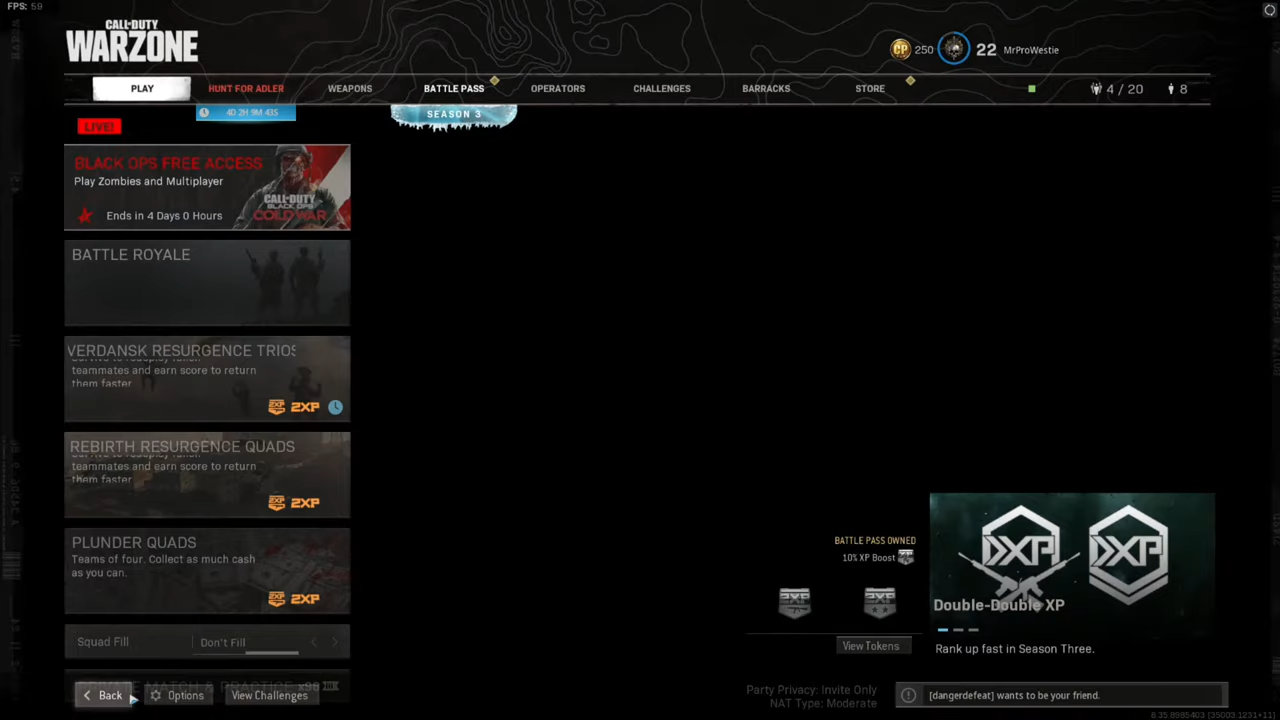 FPS: 59
CALL OF DUTY
WARZONE
CP 250 22 MrProWestie
PLAY
HUNT FOR ADLER
WEAPONS
BATTLE PASS
OPERATORS
CHALLENGES
BARRACKS
STORE
4 / 20
8
4D 2H 9M 43S
SEASON 3
LIVE!
BLACK OPS FREE ACCESS
Play Zombies and Multiplayer
CALL OF DUTY
BLACK OPS
COLD WAR
Ends in 4 Days 0 Hours
BATTLE ROYALE
VERDANSK RESURGENCE TRIOS
teammates and earn score to return
them faster
2XP
REBIRTH RESURGENCE QUADS
teammates and earn score to return
them faster
2XP
PLUNDER QUADS
Teams of four. Collect as much cash
as you can.
2XP
Squad Fill
Don't Fill
Back
Options
View Challenges
BATTLE PASS OWNED
10% XP Boost
2XP
2XP
View Tokens
DXP
DXP
Double-Double XP
Rank up fast in Season Three.
Party Privacy: Invite Only
NAT Type: Moderate
[dangerdefeat] wants to be your friend.